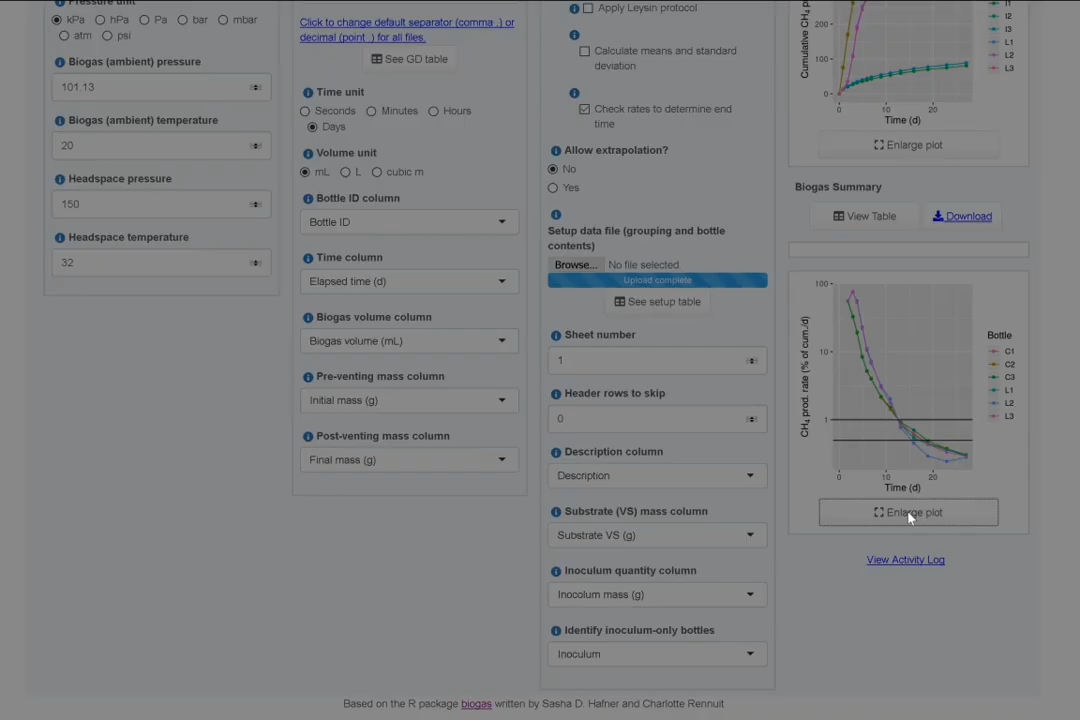 Pressure unit
kPa hPa Pa bar mbar
atm psi
Biogas (ambient) pressure
101.13
Biogas (ambient) temperature
20
Headspace pressure
150
Headspace temperature
32
Click to change default separator (comma ,) or
decimal (point .) for all files.
See GD table
Time unit
Seconds Minutes Hours
Days
Volume unit
mL L cubic m
Bottle ID column
Bottle ID
Time column
Elapsed time (d)
Biogas volume column
Biogas volume (mL)
Pre-venting mass column
Initial mass (g)
Post-venting mass column
Final mass (g)
Apply Leysin protocol
Calculate means and standard
deviation
Check rates to determine end
time
Allow extrapolation?
No
Yes
Setup data file (grouping and bottle
contents)
Browse... No file selected
Upload complete
See setup table
Sheet number
1
Header rows to skip
0
Description column
Description
Substrate (VS) mass column
Substrate VS (g)
Inoculum quantity column
Inocolum mass (g)
Identify inoculum-only bottles
Inoculum
Cumulative CH4
200
100
0
0 10 20
Time (d)
I1
I2
I3
L1
L2
L3
Enlarge plot
Biogas Summary
View Table Download
CH4 prod. rate (% of cum./d)
100
10
1
0 10 20
Time (d)
Bottle
C1
C2
C3
L1
L2
L3
Enlarge plot
View Activity Log
Based on the R package biogas written by Sasha D. Hafner and Charlotte Rennuit